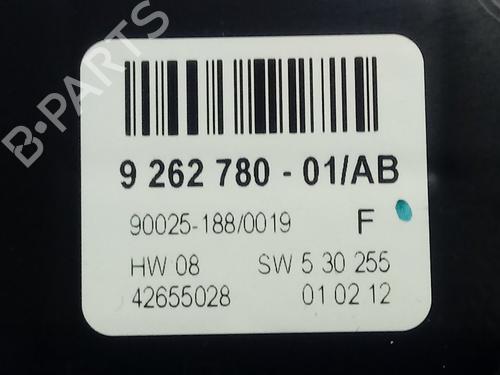 B-PARTS
9 262 780 - 01/AB
90025-188/0019 F
HW 08 SW 5 30 255
42655028 01 02 12